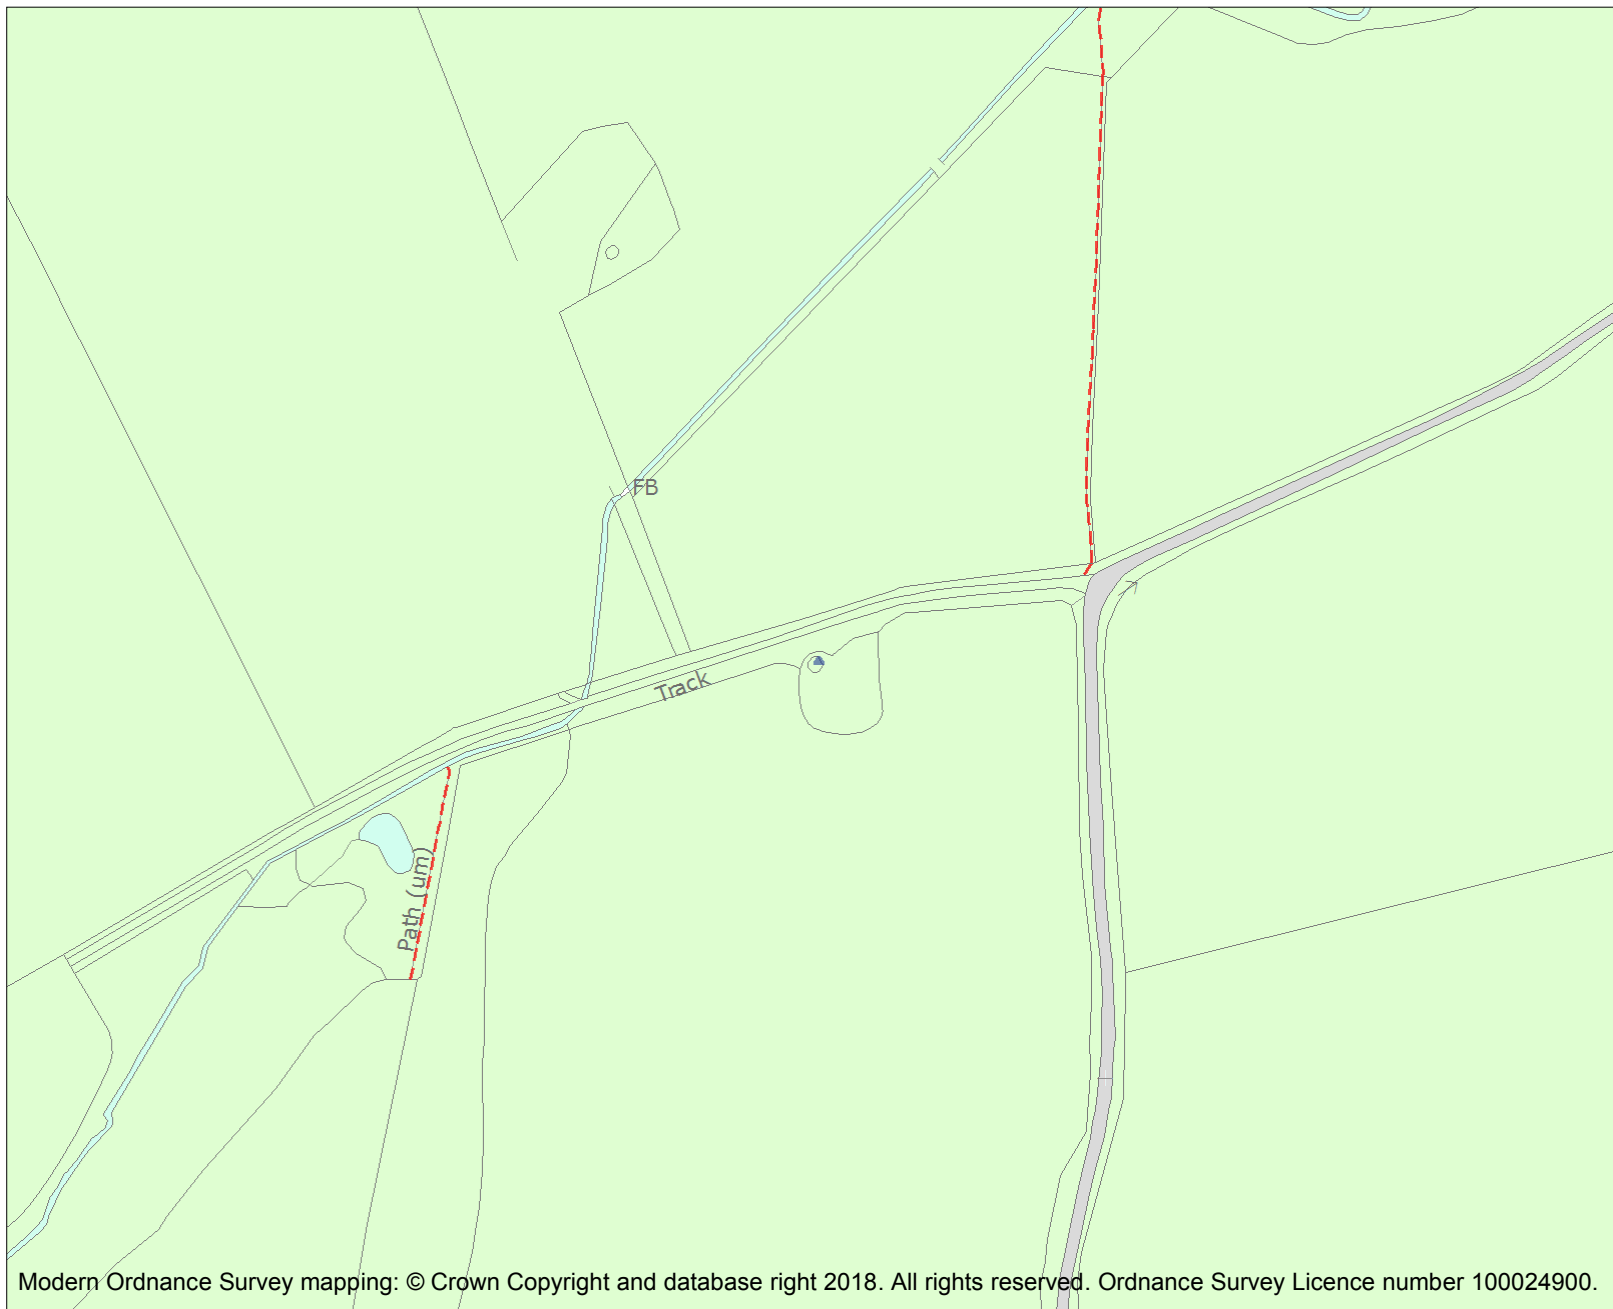 FB
Track
Path (um)
Modern Ordnance Survey mapping: © Crown Copyright and database right 2018. All rights reserved. Ordnance Survey Licence number 100024900.